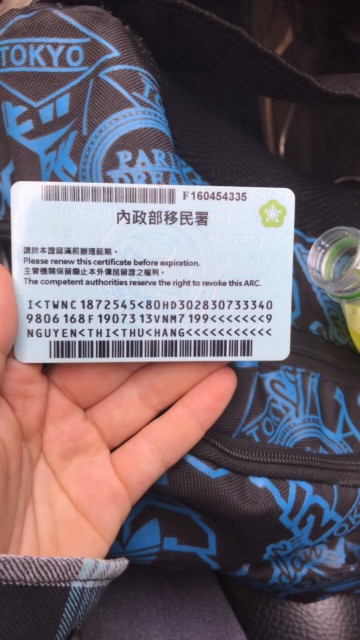 TOKYO
PARI
DREA
F160454335
內政部移民署
請於本證屆滿前辦理延期。
Please renew this certificate before expiration.
主管機關保留廢止本外僑居留證之權利。
The competent authorities reserve the right to revoke this ARC.
I<TWNC1872545<80HD302830733340
9806168F1907313VNM7199<<<<<<<9
NGUYEN<THI<THU<HANG<<<<<<<<<<<